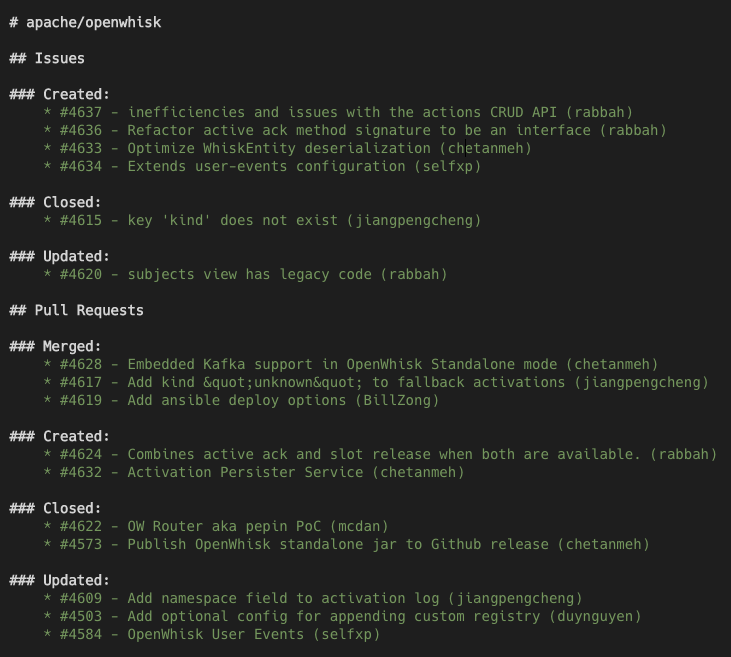 # apache/openwhisk
## Issues
### Created:
* #4637 - inefficiencies and issues with the actions CRUD API (rabbah)
* #4636 - Refactor active ack method signature to be an interface (rabbah)
* #4633 - Optimize WhiskEntity deserialization (chetanmeh)
* #4634 - Extends user-events configuration (selfxp)
### Closed:
* #4615 - key 'kind' does not exist (jiangpengcheng)
### Updated:
* #4620 - subjects view has legacy code (rabbah)
## Pull Requests
### Merged:
* #4628 - Embedded Kafka support in OpenWhisk Standalone mode (chetanmeh)
* #4617 - Add kind &quot;unknown&quot; to fallback activations (jiangpengcheng)
* #4619 - Add ansible deploy options (BillZong)
### Created:
* #4624 - Combines active ack and slot release when both are available. (rabbah)
* #4632 - Activation Persister Service (chetanmeh)
### Closed:
* #4622 - OW Router aka pepin PoC (mcdan)
* #4573 - Publish OpenWhisk standalone jar to Github release (chetanmeh)
### Updated:
* #4609 - Add namespace field to activation log (jiangpengcheng)
* #4503 - Add optional config for appending custom registry (duynguyen)
* #4584 - OpenWhisk User Events (selfxp)